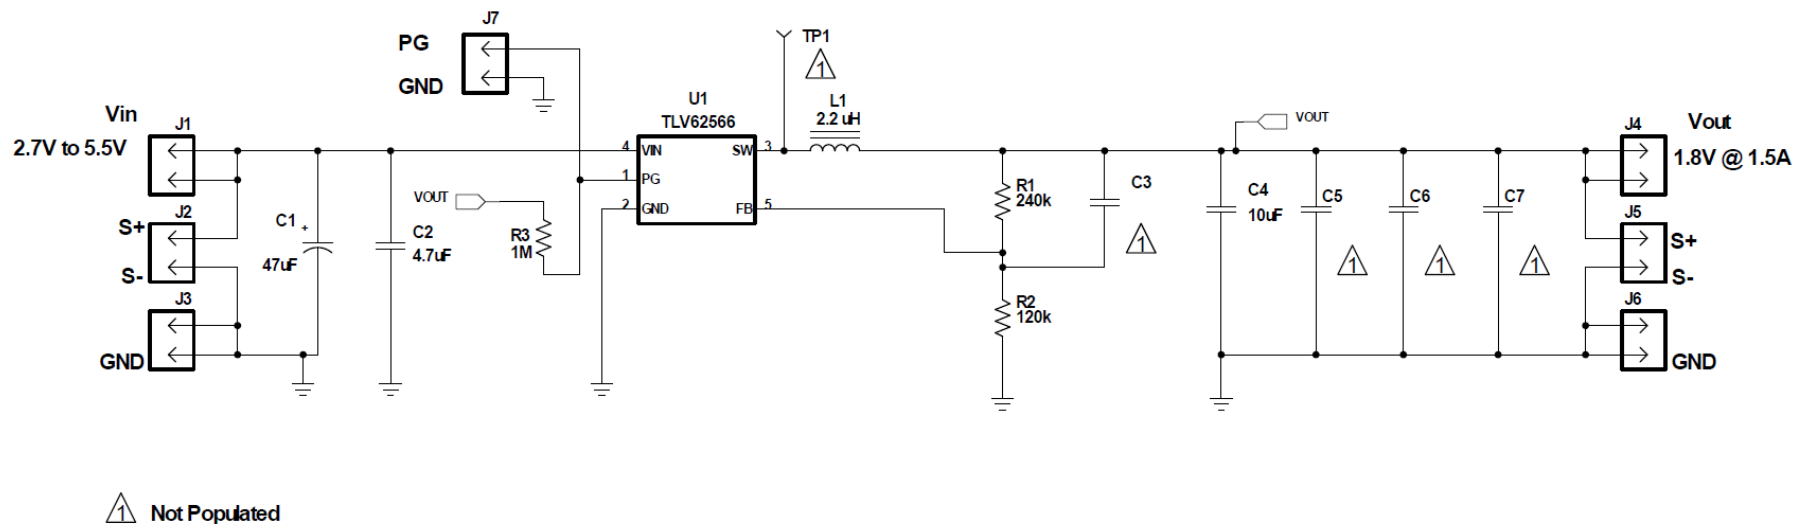 J7
PG
GND
TP1
1
Vin
2.7V to 5.5V
J1
U1
TLV62566
L1
2.2 uH
VOUT
J4
Vout
1.8V @ 1.5A
4 VIN SW 3
1 PG
2 GND FB 5
VOUT
R3
1M
J2
S+
S-
C1
+
47uF
C2
4.7uF
R1
240k
C3
1
C4
10uF
C5
1
C6
1
C7
1
J5
S+
S-
J3
GND
R2
120k
J6
GND
1 Not Populated